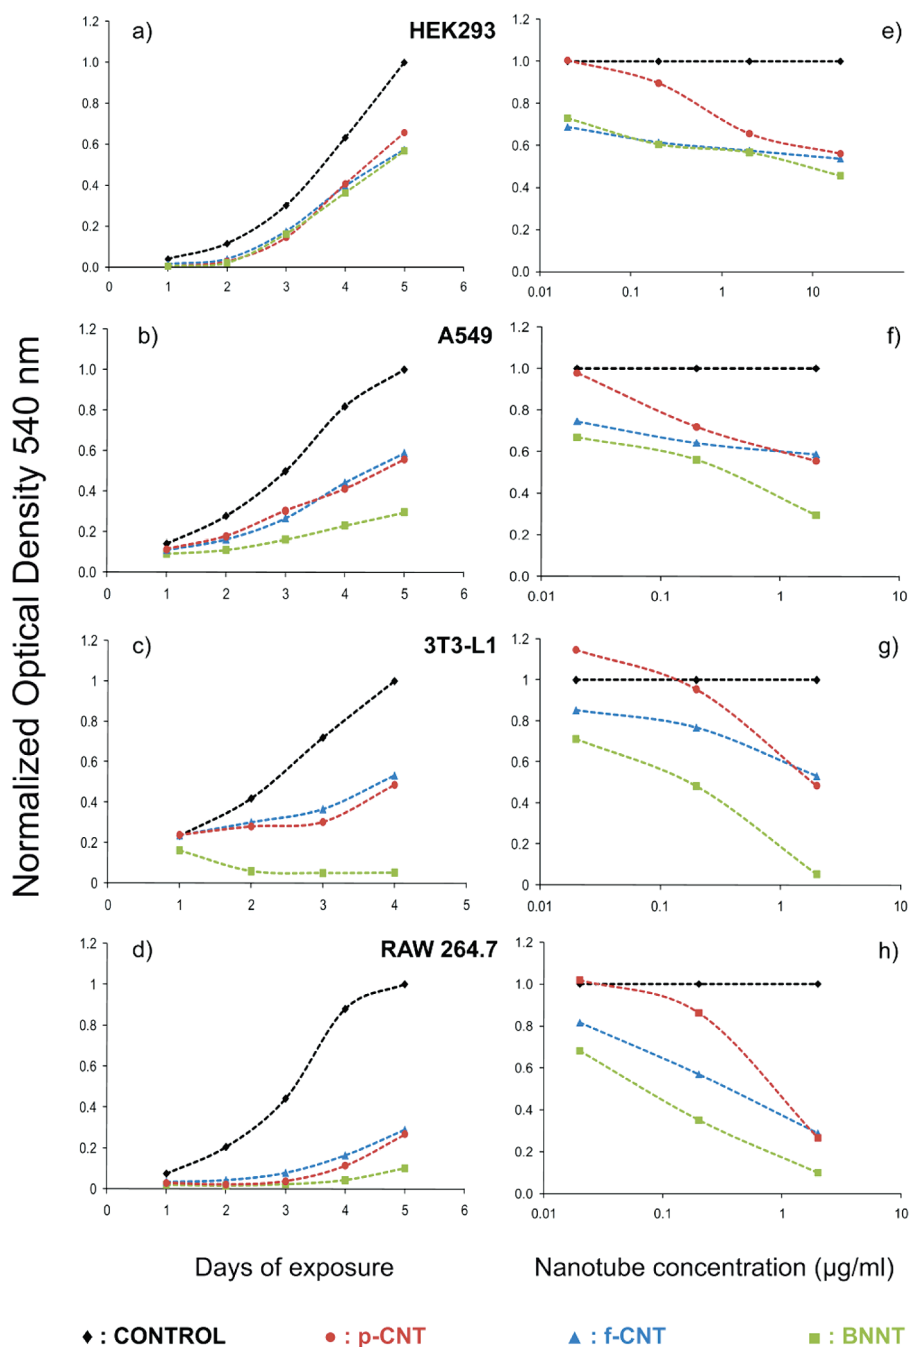 Normalized Optical Density 540 nm
a) HEK293 e)
1.2 1.0 0.8 0.6 0.4 0.2 0.0
0 1 2 3 4 5 6
1.2 1.0 0.8 0.6 0.4 0.2 0.0
0.01 0.1 1 10
b) A549 f)
1.2 1.0 0.8 0.6 0.4 0.2 0.0
0 1 2 3 4 5 6
1.2 1.0 0.8 0.6 0.4 0.2 0.0
0.01 0.1 1 10
c) 3T3-L1 g)
1.2 1 0.8 0.6 0.4 0.2 0
0 1 2 3 4 5
1.2 1 0.8 0.6 0.4 0.2 0
0.01 0.1 1 10
d) RAW 264.7 h)
1.2 1 0.8 0.6 0.4 0.2 0
0 1 2 3 4 5 6
1.2 1 0.8 0.6 0.4 0.2 0.0
0.01 0.1 1 10
Days of exposure Nanotube concentration (µg/ml)
: CONTROL : p-CNT : f-CNT : BNNT